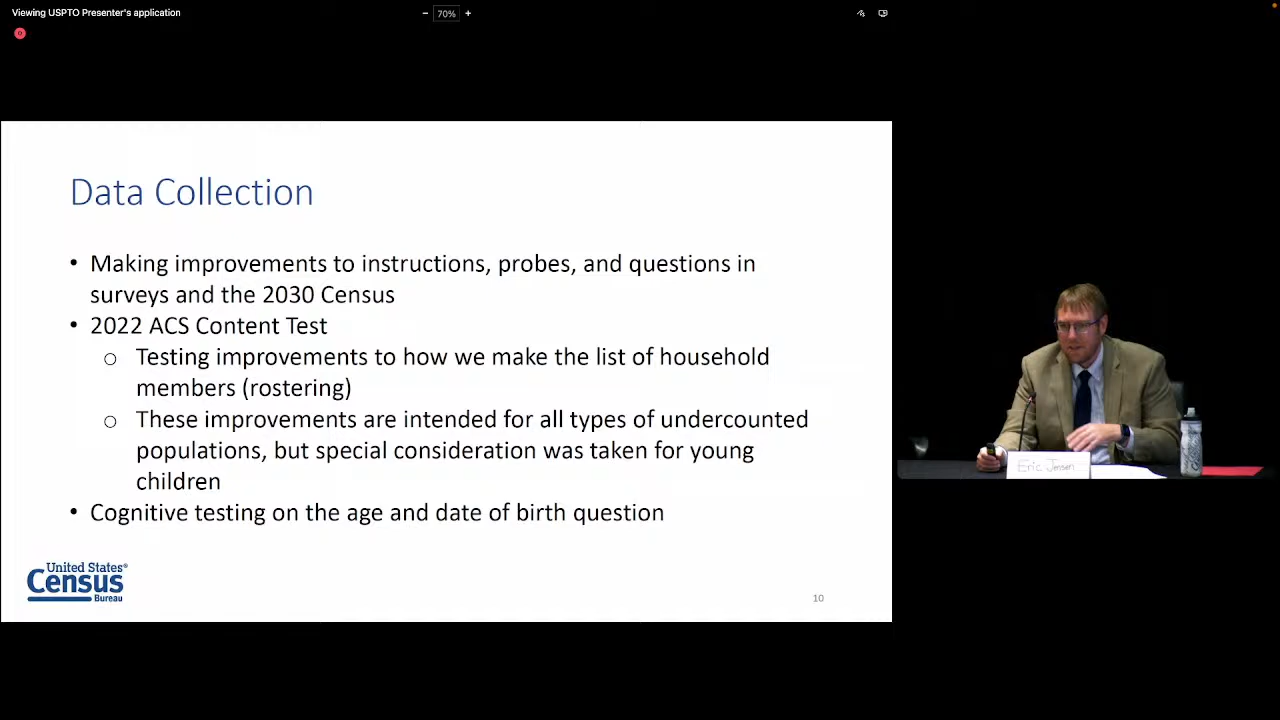 Viewing USPTO Presenter's application
− 70% +
Data Collection
• Making improvements to instructions, probes, and questions in
surveys and the 2030 Census
• 2022 ACS Content Test
o Testing improvements to how we make the list of household
members (rostering)
o These improvements are intended for all types of undercounted
populations, but special consideration was taken for young
children
• Cognitive testing on the age and date of birth question
United States®
Census
Bureau
10
Eric Jensen